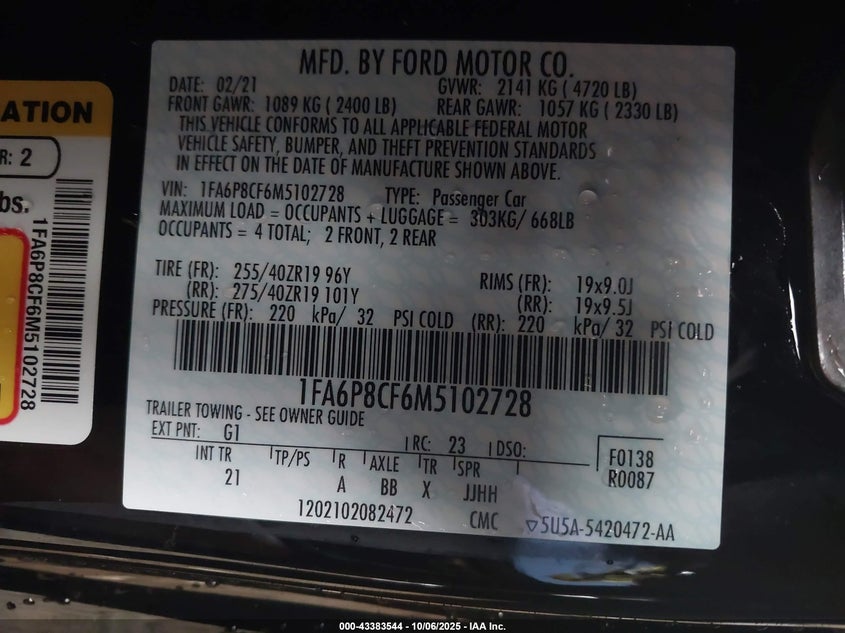 MFD. BY FORD MOTOR CO.
DATE: 02/21 GVWR: 2141 KG ( 4720 LB)
FRONT GAWR: 1089 KG ( 2400 LB) REAR GAWR: 1057 KG ( 2330 LB)
THIS VEHICLE CONFORMS TO ALL APPLICABLE FEDERAL MOTOR
VEHICLE SAFETY, BUMPER, AND THEFT PREVENTION STANDARDS
IN EFFECT ON THE DATE OF MANUFACTURE SHOWN ABOVE.
VIN: 1FA6P8CF6M5102728 TYPE: Passenger Car
MAXIMUM LOAD = OCCUPANTS + LUGGAGE = 303KG/ 668LB
OCCUPANTS = 4 TOTAL; 2 FRONT, 2 REAR
TIRE (FR): 255/40ZR19 96Y RIMS (FR): 19x9.0J
(RR): 275/40ZR19 101Y (RR): 19x9.5J
PRESSURE (FR): 220 kPa/ 32 PSI COLD (RR): 220 kPa/ 32 PSI COLD
1FA6P8CF6M5102728
TRAILER TOWING - SEE OWNER GUIDE
EXT PNT: G1 RC: 23 DSO:
INT TR TP/PS R AXLE TR SPR
21 A BB X JJHH
F0138
R0087
1202102082472 CMC ▽5U5A-5420472-AA
ATION
R: 2
bs.
1FA6P8CF6M5102728
000-43383544 - 10/06/2025 - IAA Inc.